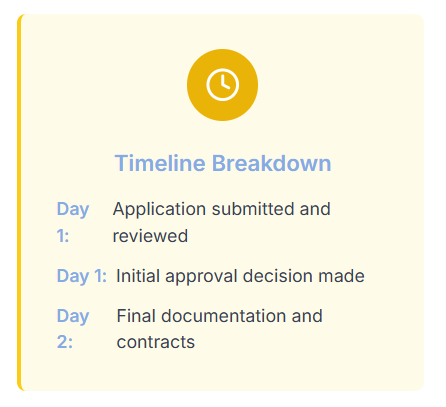 Timeline Breakdown
Day 1: Application submitted and reviewed
Day 1: Initial approval decision made
Day 2: Final documentation and contracts